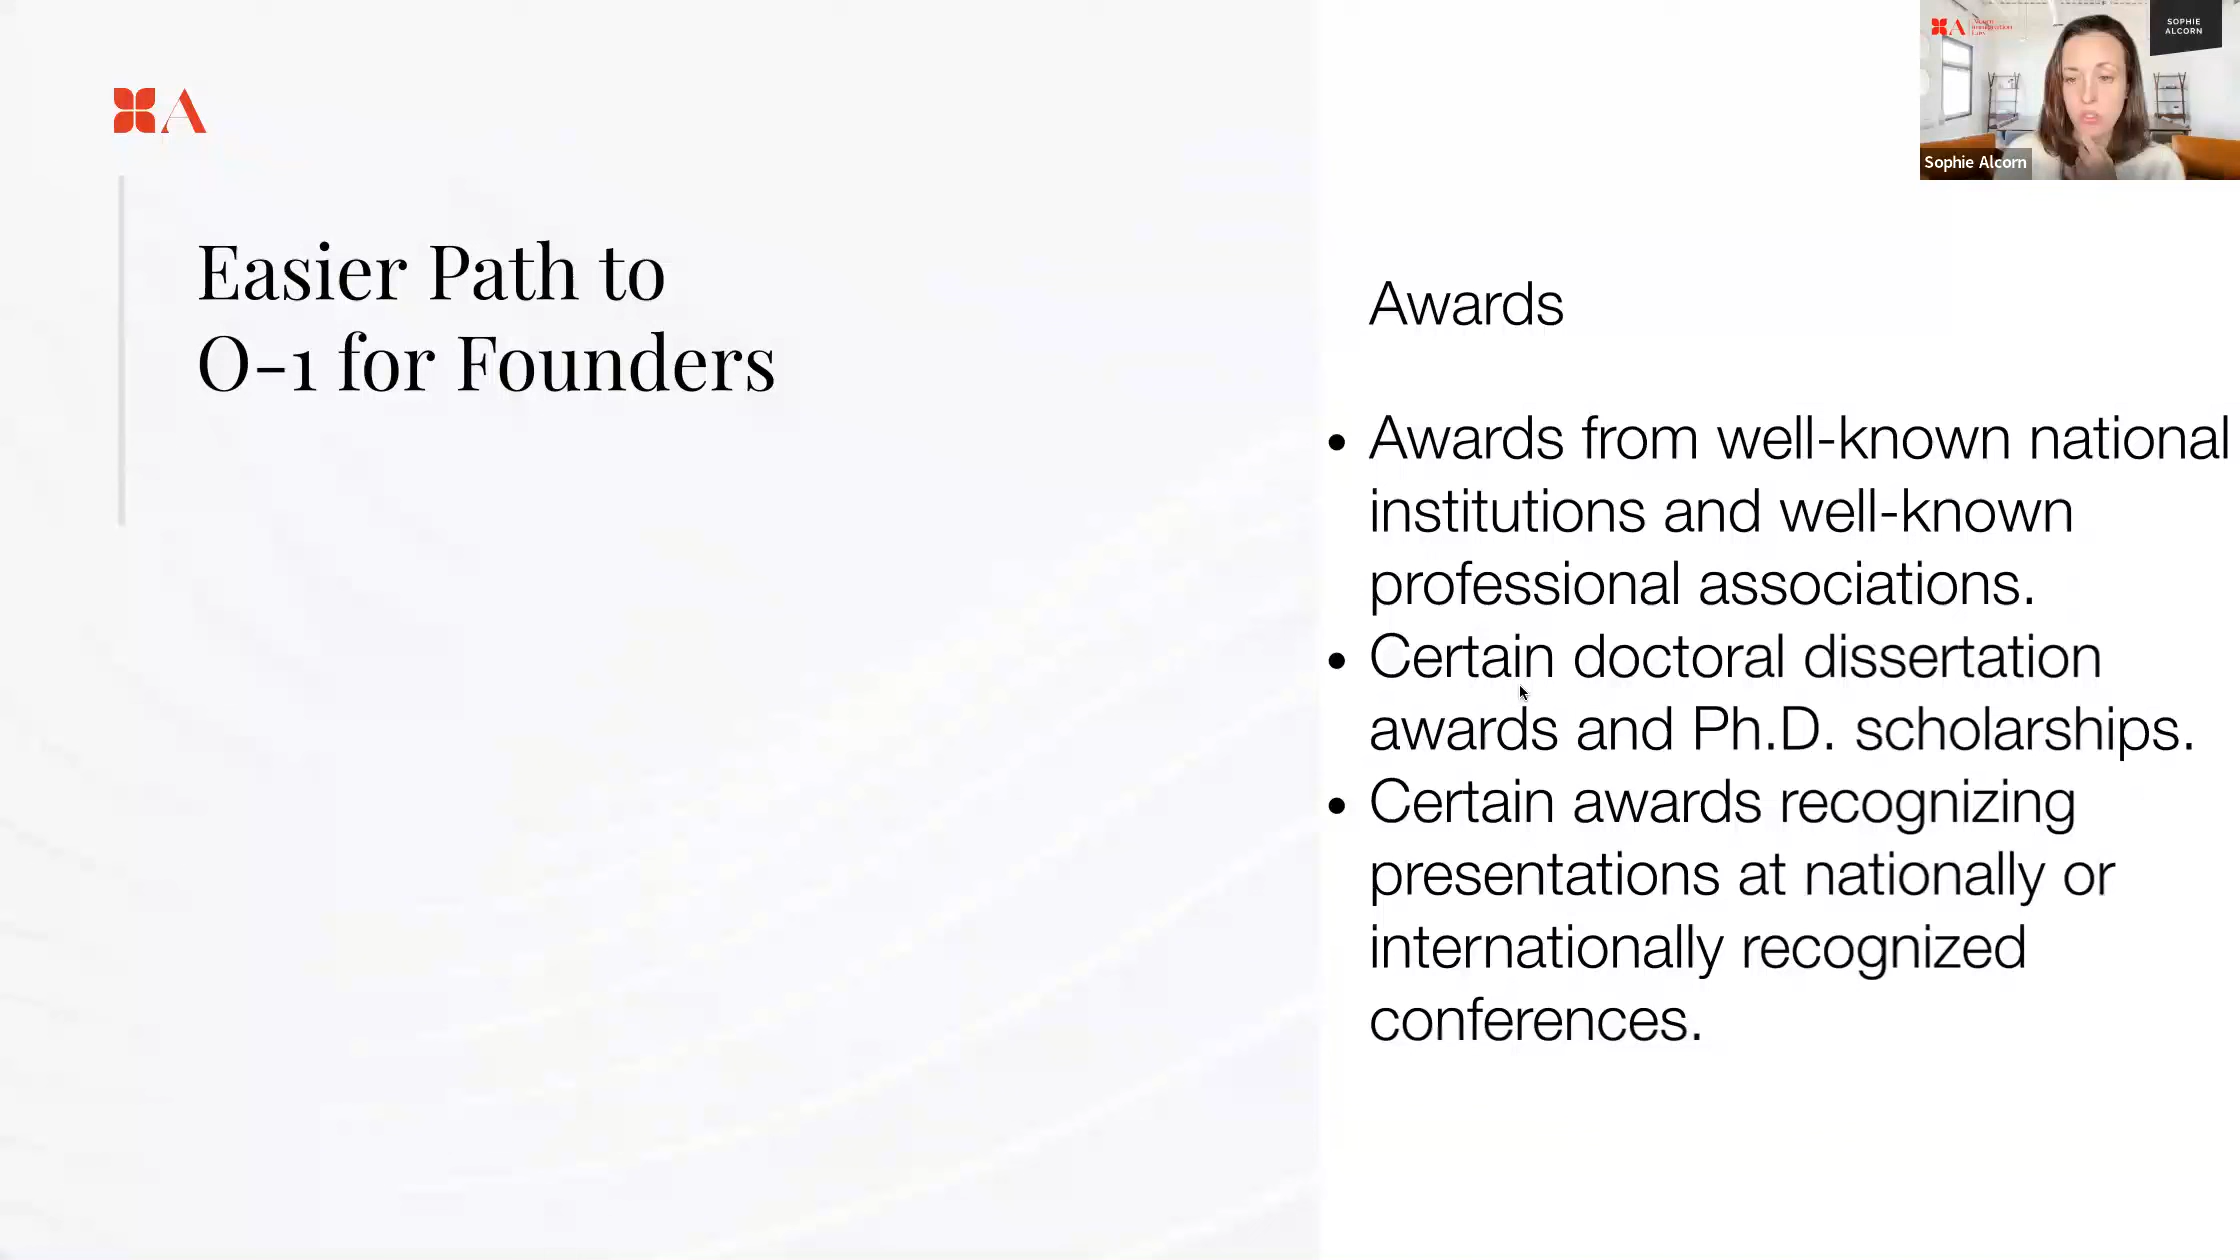 A
Easier Path to
O-1 for Founders
A
SOPHIE
ALCORN
Sophie Alcorn
Awards
• Awards from well-known national
institutions and well-known
professional associations.
• Certain doctoral dissertation
awards and Ph.D. scholarships.
• Certain awards recognizing
presentations at nationally or
internationally recognized
conferences.